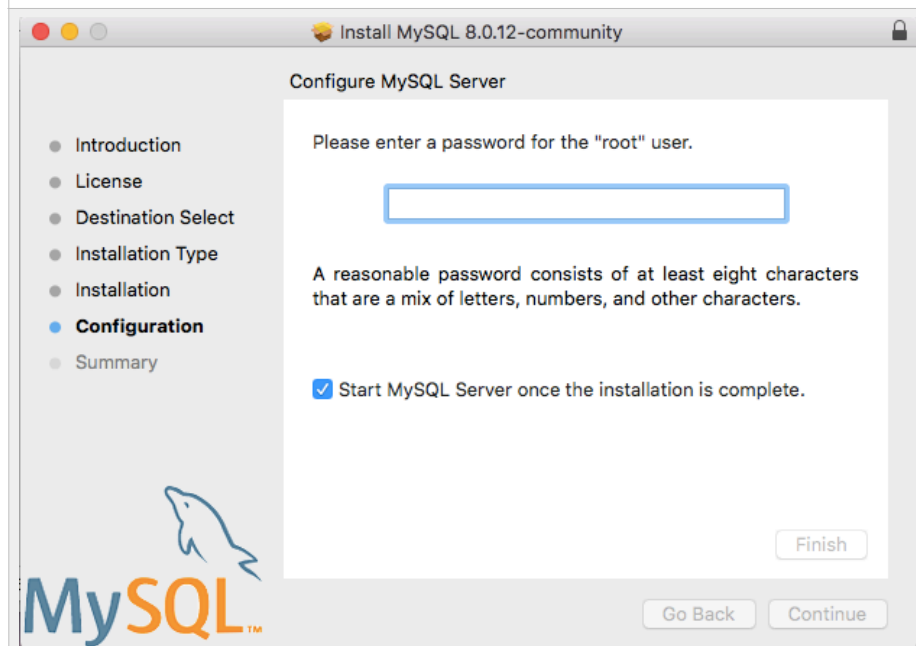 Install MySQL 8.0.12-community
Configure MySQL Server
Introduction
License
Destination Select
Installation Type
Installation
Configuration
Summary
Please enter a password for the "root" user.
A reasonable password consists of at least eight characters
that are a mix of letters, numbers, and other characters.
Start MySQL Server once the installation is complete.
Finish
MySQL™
Go Back
Continue